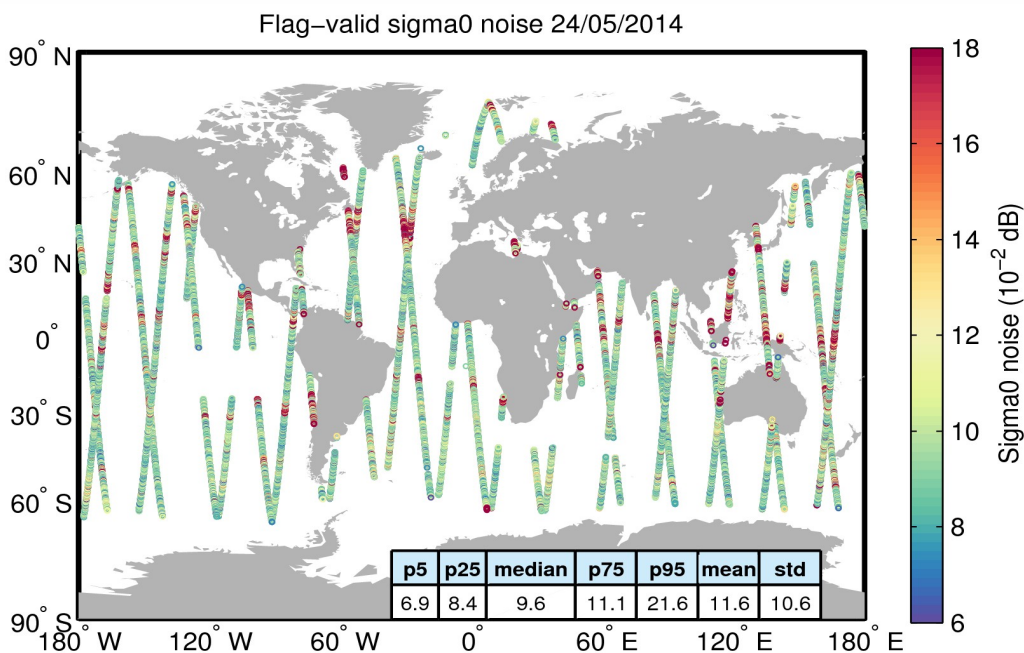 Flag−valid sigma0 noise 24/05/2014
90° N
60° N
30° N
0°
30° S
60° S
90° S
180° W
120° W
60° W
0°
60° E
120° E
180° E
p5 p25 median p75 p95 mean std
6.9 8.4 9.6 11.1 21.6 11.6 10.6
18
16
14
12
10
8
6
Sigma0 noise (10⁻² dB)